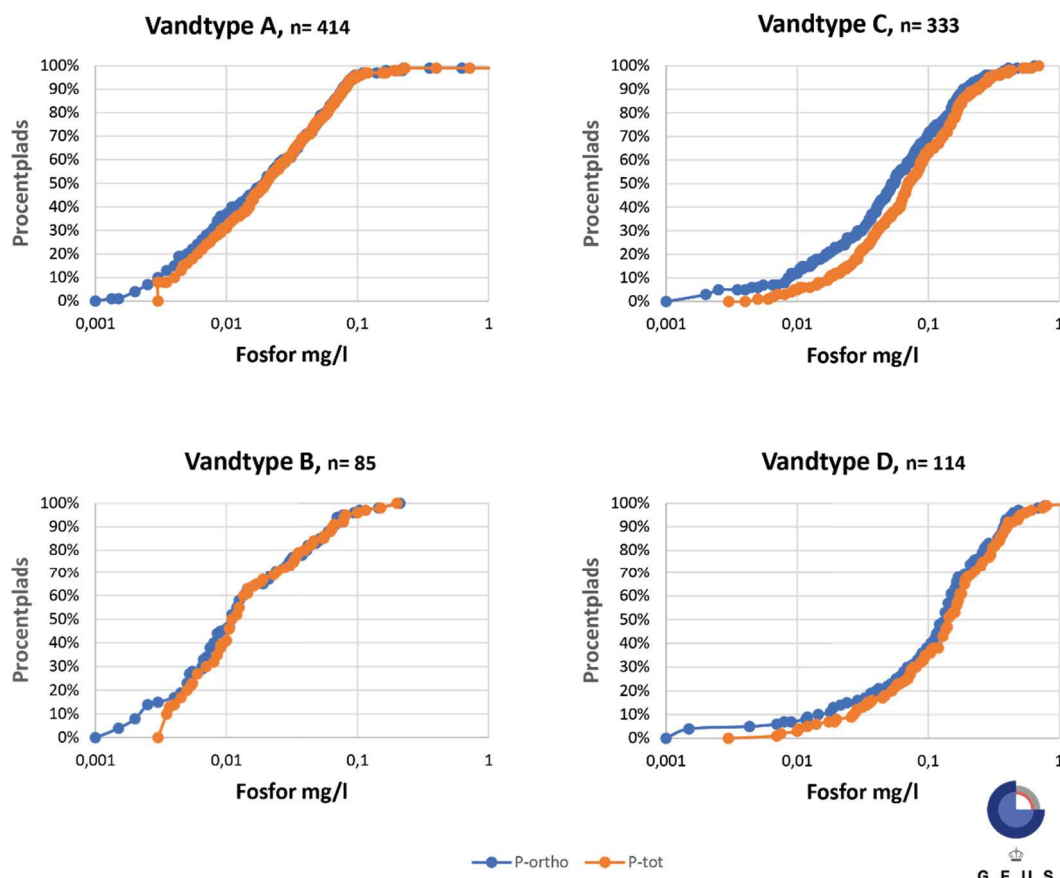 Vandtype A, n= 414
100%
90%
80%
70%
60%
50%
40%
30%
20%
10%
0%
Procentplads
0,001 0,01 0,1 1
Fosfor mg/l
Vandtype C, n= 333
100%
90%
80%
70%
60%
50%
40%
30%
20%
10%
0%
Procentplads
0,001 0,01 0,1 1
Fosfor mg/l
Vandtype B, n= 85
100%
90%
80%
70%
60%
50%
40%
30%
20%
10%
0%
Procentplads
0,001 0,01 0,1 1
Fosfor mg/l
Vandtype D, n= 114
100%
90%
80%
70%
60%
50%
40%
30%
20%
10%
0%
Procentplads
0,001 0,01 0,1 1
Fosfor mg/l
P-ortho P-tot
G E U S